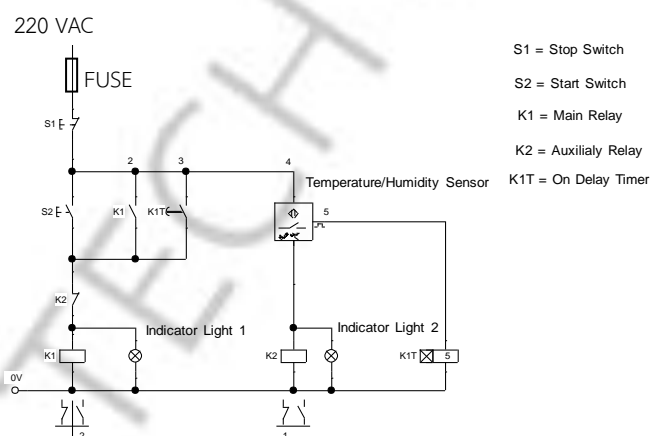 220 VAC
FUSE
S1 = Stop Switch
S2 = Start Switch
K1 = Main Relay
K2 = Auxilialy Relay
K1T = On Delay Timer
S1
2
3
4
Temperature/Humidity Sensor
S2
K1
K1T
5
K2
Indicator Light 1
Indicator Light 2
K1
K2
K1T
5
0V
2
1
TECH